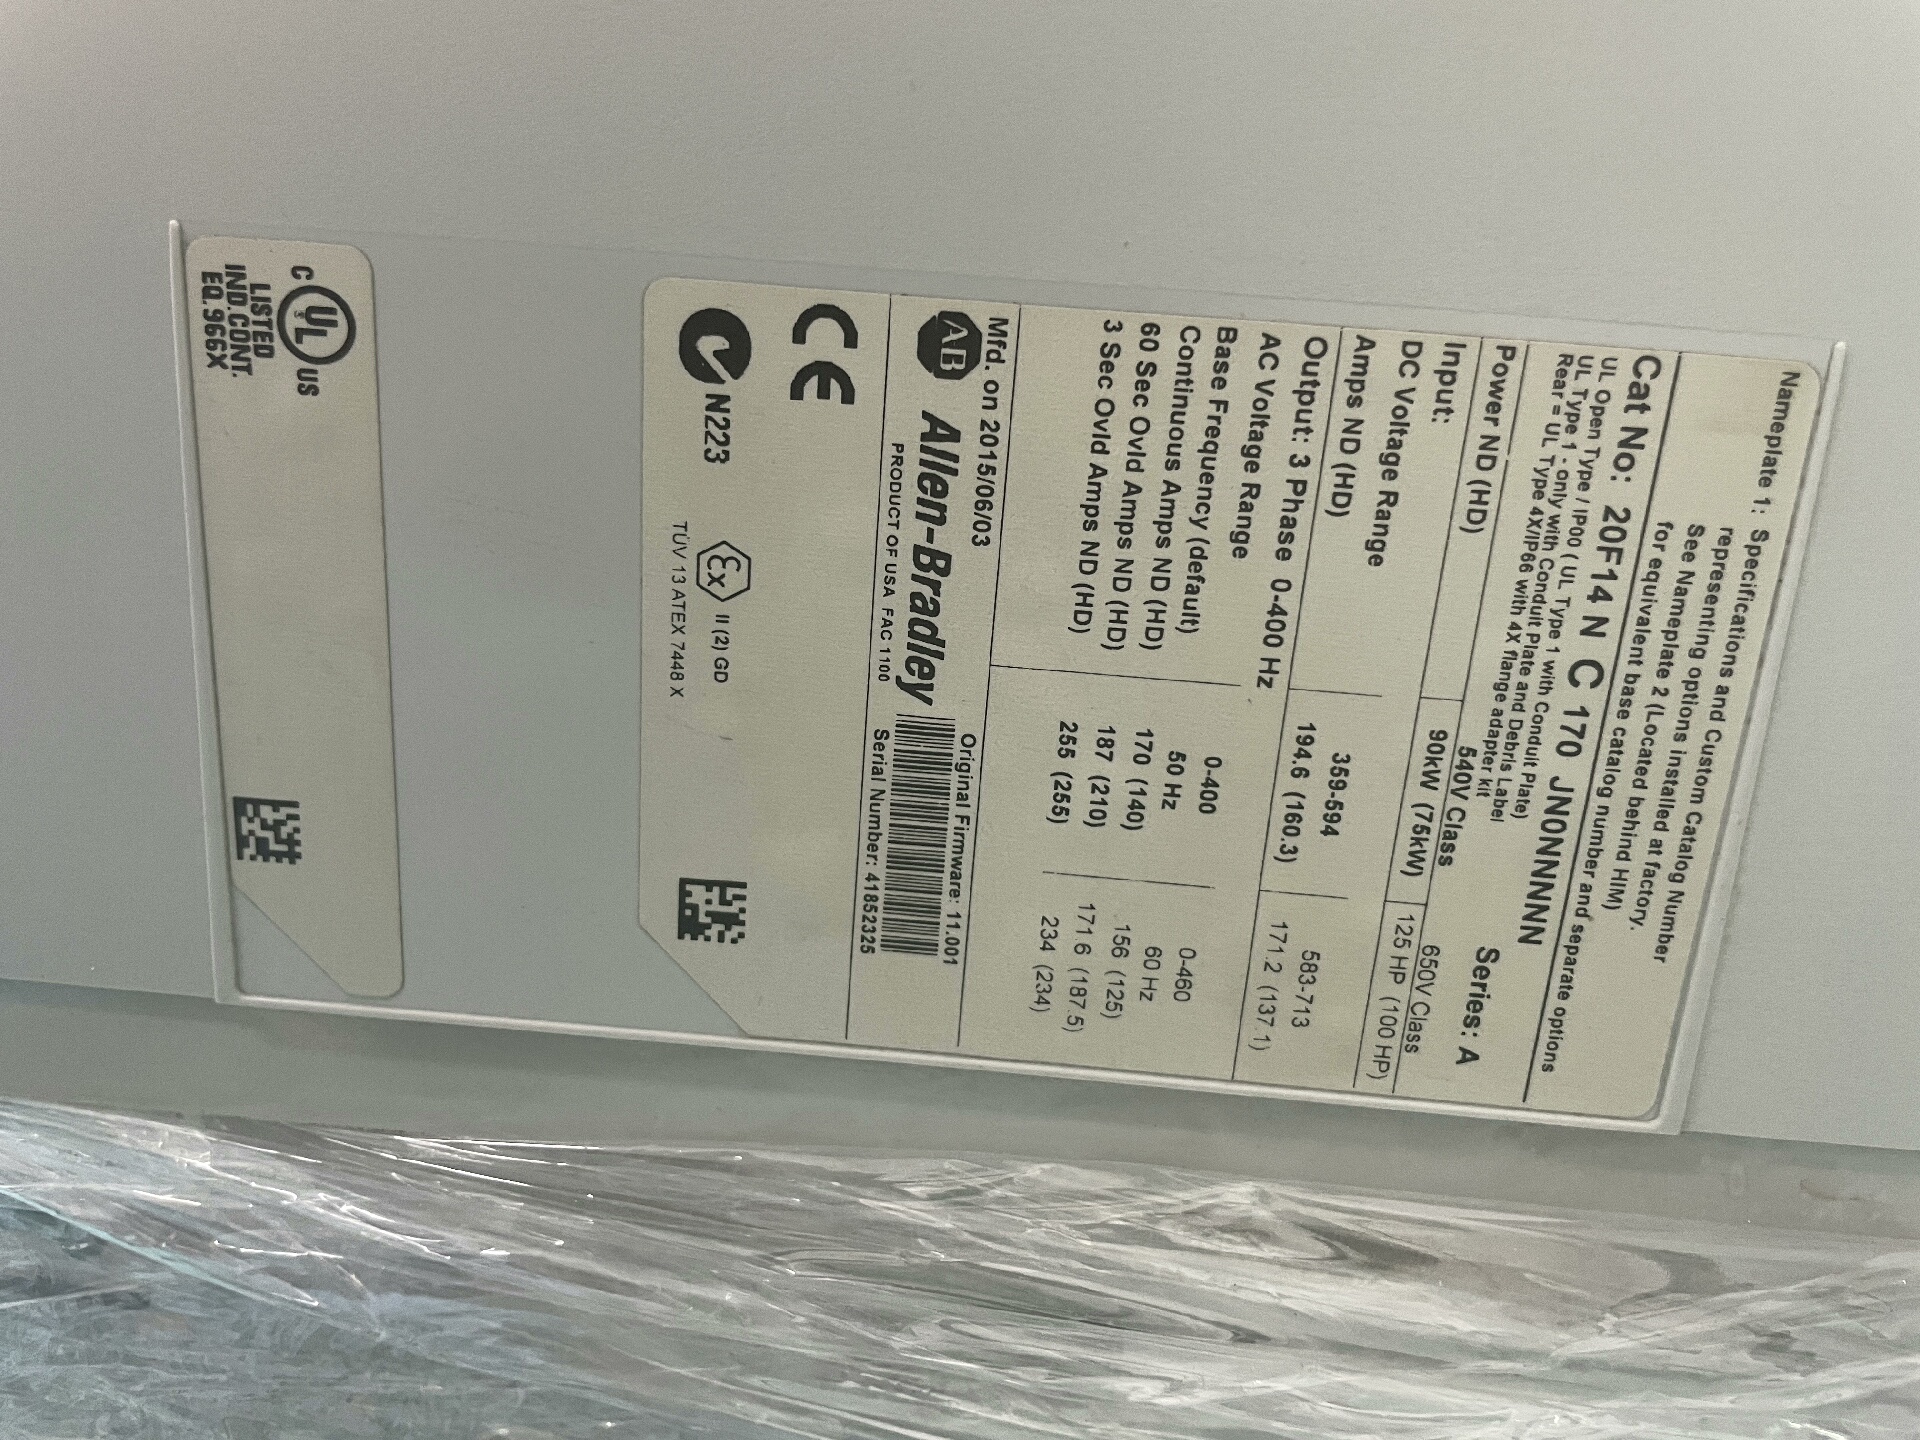 Nameplate 1: Specifications and Custom Catalog Number
representing options installed at factory.
See Nameplate 2 (Located behind HIM)
for equivalent base catalog number and separate options
Cat No: 20F14 N C 170 JN0NNNNN Series: A
UL Open Type / IP00 ( UL Type 1 with Conduit Plate)
UL Type 1 - only with Conduit Plate and Debris Label
Rear = UL Type 4X/IP66 with 4X flange adapter kit
540V Class 650V Class
Power ND (HD) 90kW (75kW) 125 HP (100 HP)
Input:
DC Voltage Range 359-594 583-713
Amps ND (HD) 194.6 (160.3) 171.2 (137.1)
Output: 3 Phase 0-400 Hz
AC Voltage Range 0-400 0-460
Base Frequency (default) 50 Hz 60 Hz
Continuous Amps ND (HD) 170 (140) 156 (125)
60 Sec Ovld Amps ND (HD) 187 (210) 171.6 (187.5)
3 Sec Ovld Amps ND (HD) 255 (255) 234 (234)
Mfd. on 2015/06/03 Original Firmware: 11.001
AB Allen-Bradley
PRODUCT OF USA FAC 1100 Serial Number: 41852325
CE
N223 Ex II (2) GD
TÜV 13 ATEX 7448 X
C UL US
LISTED
IND.CONT.
EQ.966X